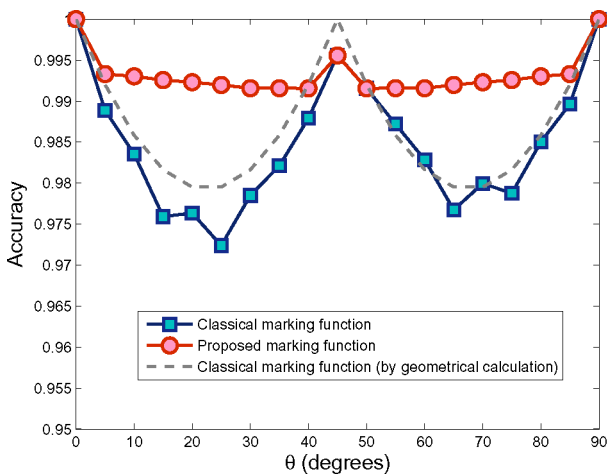 1
0.995
0.99
0.985
0.98
0.975
0.97
0.965
0.96
0.955
0.95
Accuracy
Classical marking function
Proposed marking function
Classical marking function (by geometrical calculation)
0 10 20 30 40 50 60 70 80 90
θ (degrees)